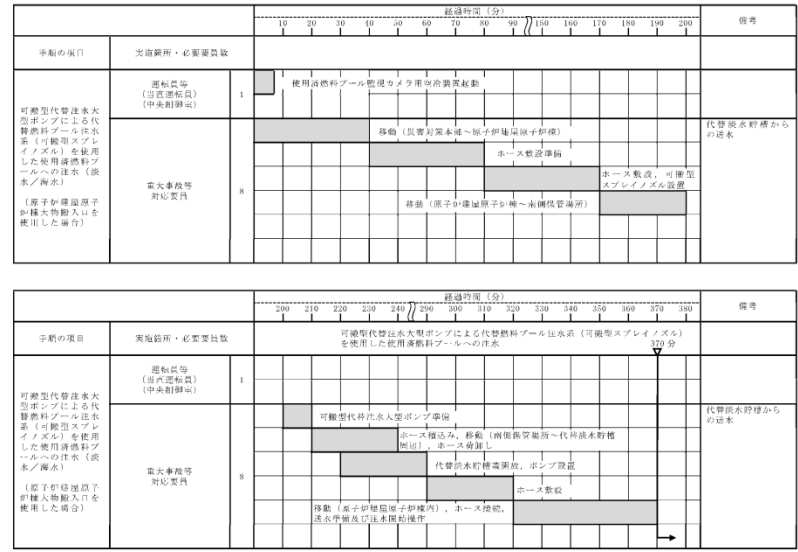 経過時間（分）
10 20 30 40 50 60 70 80 90 150 160 170 180 190 200
備考
手順の項目
実施箇所・必要要員数
可搬型代替注水大
型ポンプによる代
替燃料プール注水
系（可搬型スプレ
イノズル）を使用
した使用済燃料プ
ールへの注水（淡
水／海水）
（原子炉建屋原子
炉棟大物搬入口を
使用した場合）
運転員等
（当直運転員）
（中央制御室）
1
使用済燃料プール監視カメラ用空冷装置起動
重大事故等
対応要員
8
移動（災害対策本部～原子炉建屋原子炉棟）
ホース敷設準備
ホース敷設，可搬型
スプレイノズル設置
移動（原子炉建屋原子炉棟～南側保管場所）
代替淡水貯槽から
の送水
経過時間（分）
200 210 220 230 240 290 300 310 320 330 340 350 360 370 380
備考
手順の項目
実施箇所・必要要員数
可搬型代替注水大型ポンプによる代替燃料プール注水系（可搬型スプレイノズル）
を使用した使用済燃料プールへの注水
370 分
可搬型代替注水大
型ポンプによる代
替燃料プール注水
系（可搬型スプレ
イノズル）を使用
した使用済燃料プ
ールへの注水（淡
水／海水）
（原子炉建屋原子
炉棟大物搬入口を
使用した場合）
運転員等
（当直運転員）
（中央制御室）
1
重大事故等
対応要員
8
可搬型代替注水大型ポンプ準備
ホース積込み，移動（南側保管場所～代替淡水貯槽
周辺），ホース荷卸し
代替淡水貯槽蓋開放，ポンプ設置
ホース敷設
移動（原子炉建屋原子炉棟内），ホース接続，
送水準備及び注水開始操作
代替淡水貯槽から
の送水